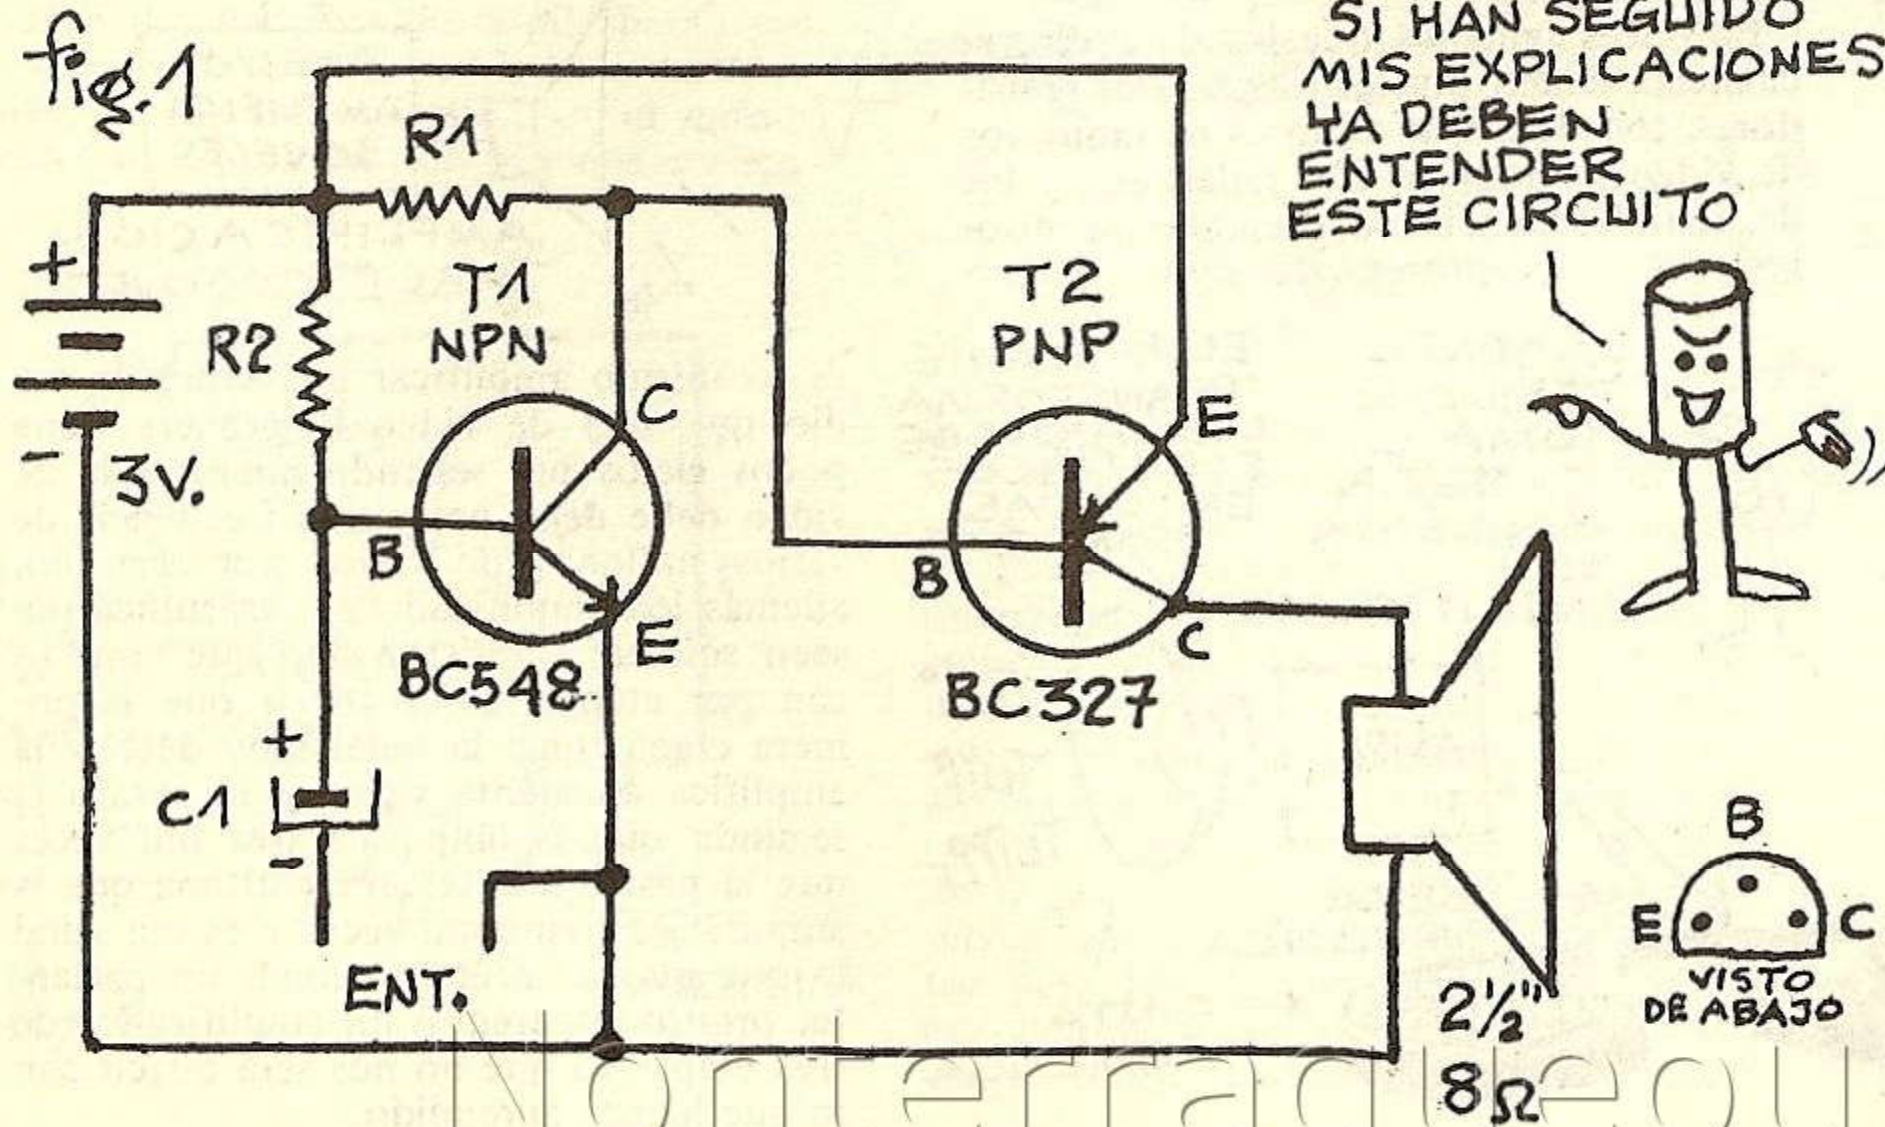 fig.1
SI HAN SEGUIDO
MIS EXPLICACIONES
YA DEBEN
ENTENDER
ESTE CIRCUITO
R1
+
R2
T1
NPN
C
T2
PNP
E
-
3V.
B
E
BC548
B
C
BC327
+
C1
-
ENT.
2½"
8Ω
B
E
C
VISTO
DE ABAJO